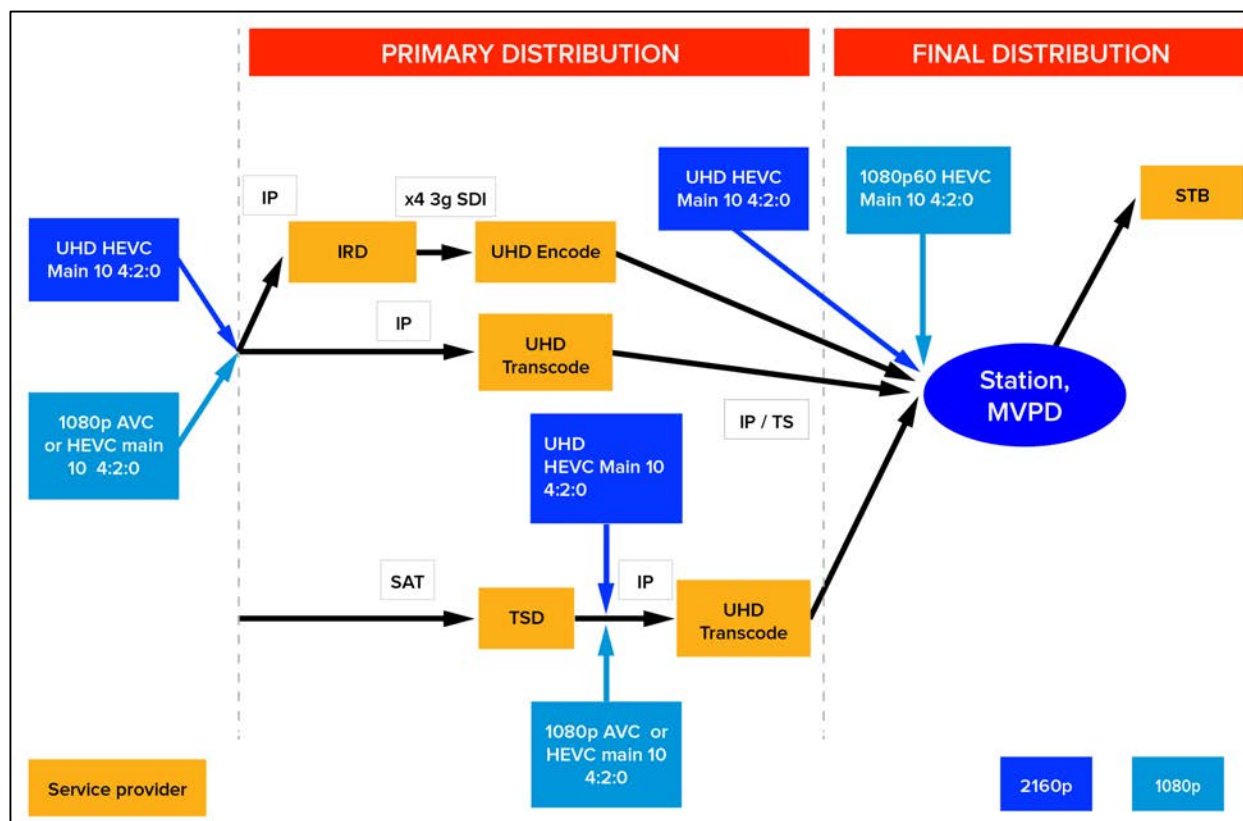 PRIMARY DISTRIBUTION
FINAL DISTRIBUTION
UHD HEVC
Main 10 4:2:0
1080p AVC
or HEVC main
10 4:2:0
IP
IRD
x4 3g SDI
UHD Encode
IP
UHD
Transcode
UHD HEVC
Main 10 4:2:0
1080p60 HEVC
Main 10 4:2:0
STB
Station,
MVPD
IP / TS
UHD
HEVC Main 10
4:2:0
SAT
TSD
IP
UHD
Transcode
1080p AVC or
HEVC main 10
4:2:0
Service provider
2160p
1080p